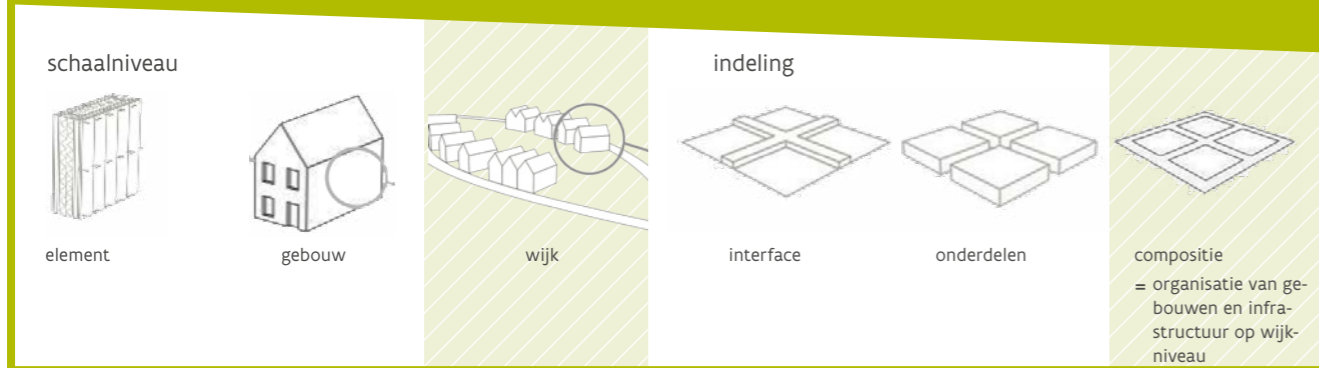 schaalniveau
indeling
element
gebouw
wijk
interface
onderdelen
compositie
= organisatie van ge-
bouwen en infra-
structuur op wijk-
niveau